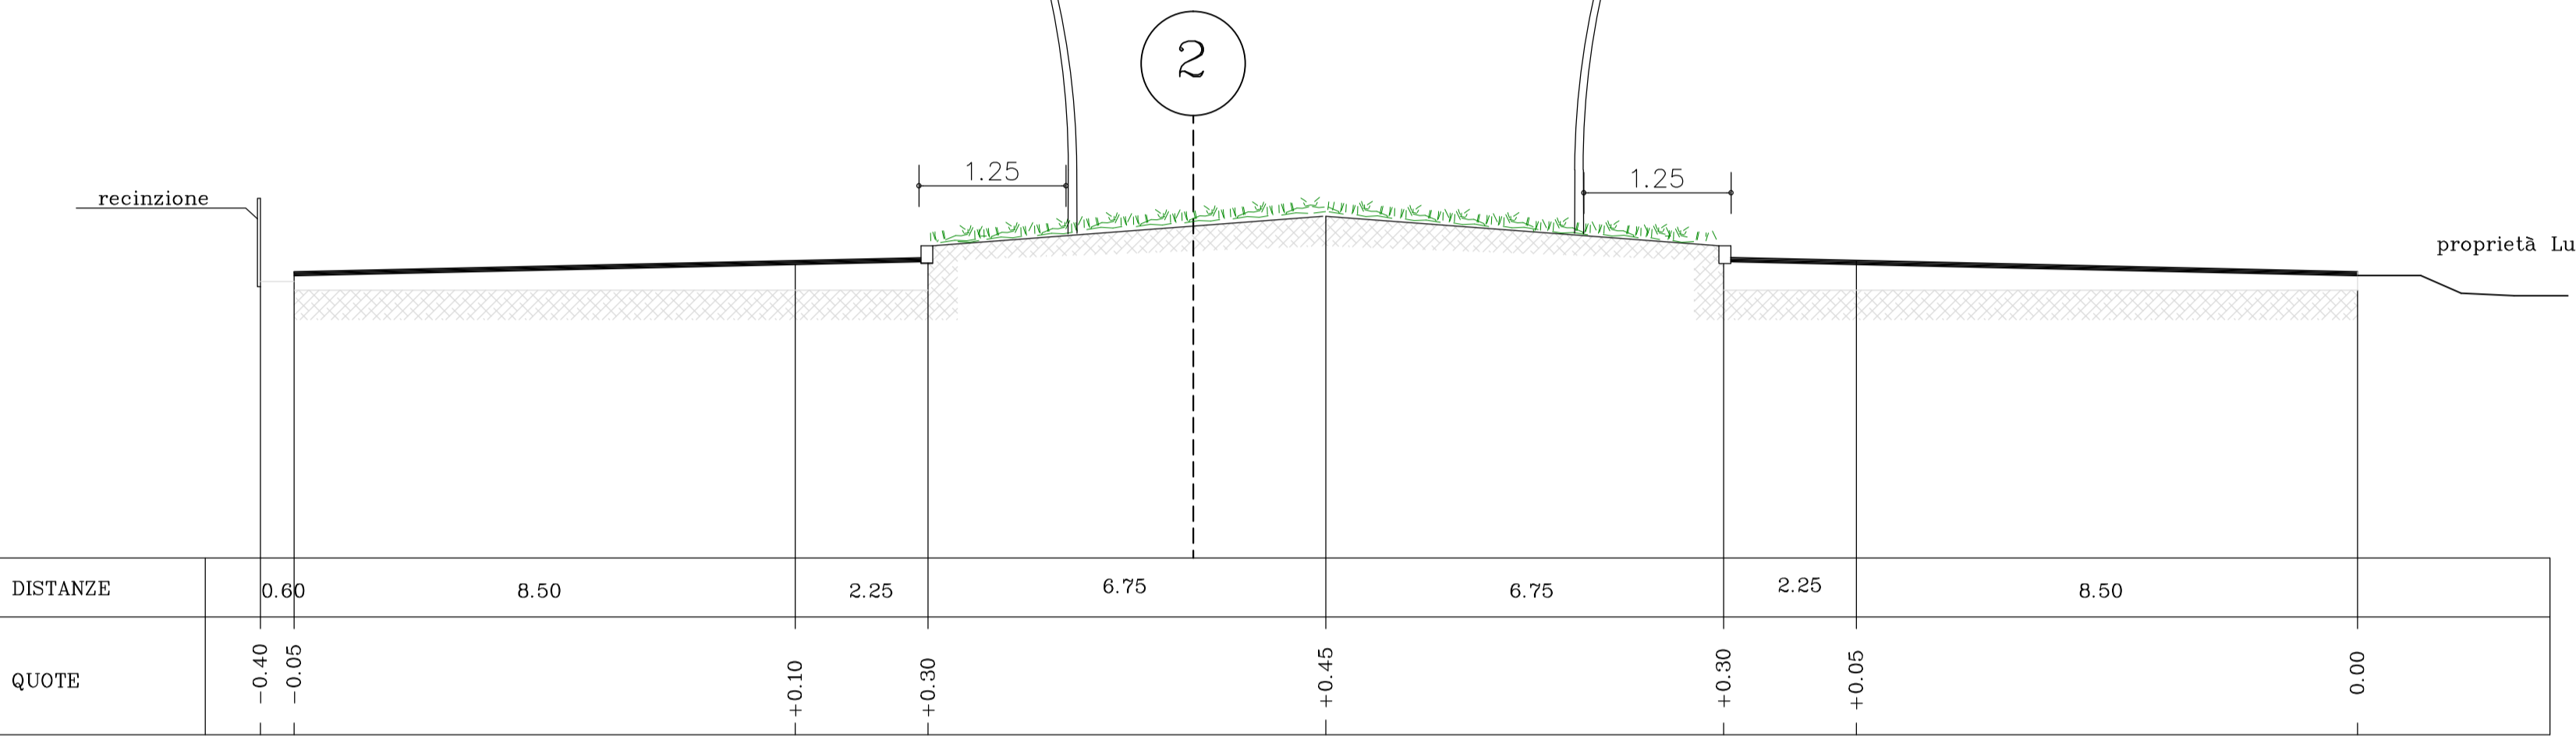 2
1.25
1.25
recinzione
proprietà Lu
DISTANZE 0.60 8.50 2.25 6.75 6.75 2.25 8.50
QUOTE -0.40 -0.05 +0.10 +0.30 +0.45 +0.30 +0.05 0.00